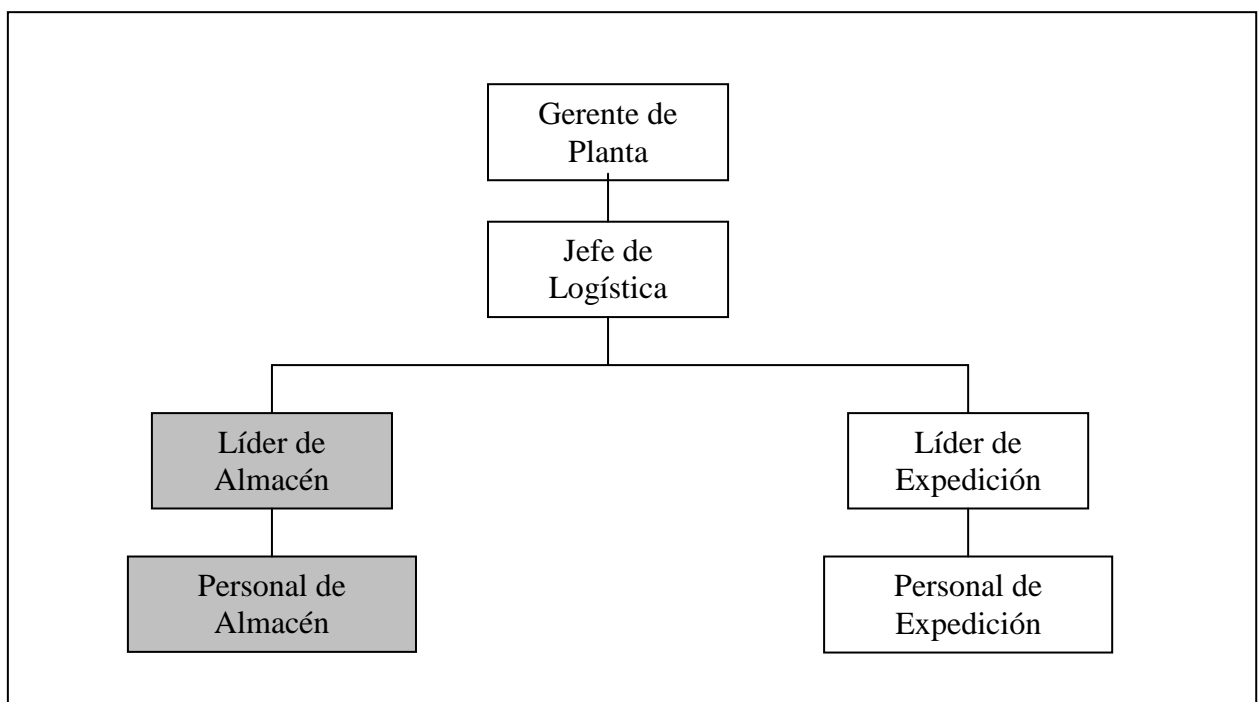 Gerente de
Planta
Jefe de
Logística
Líder de
Almacén
Líder de
Expedición
Personal de
Almacén
Personal de
Expedición